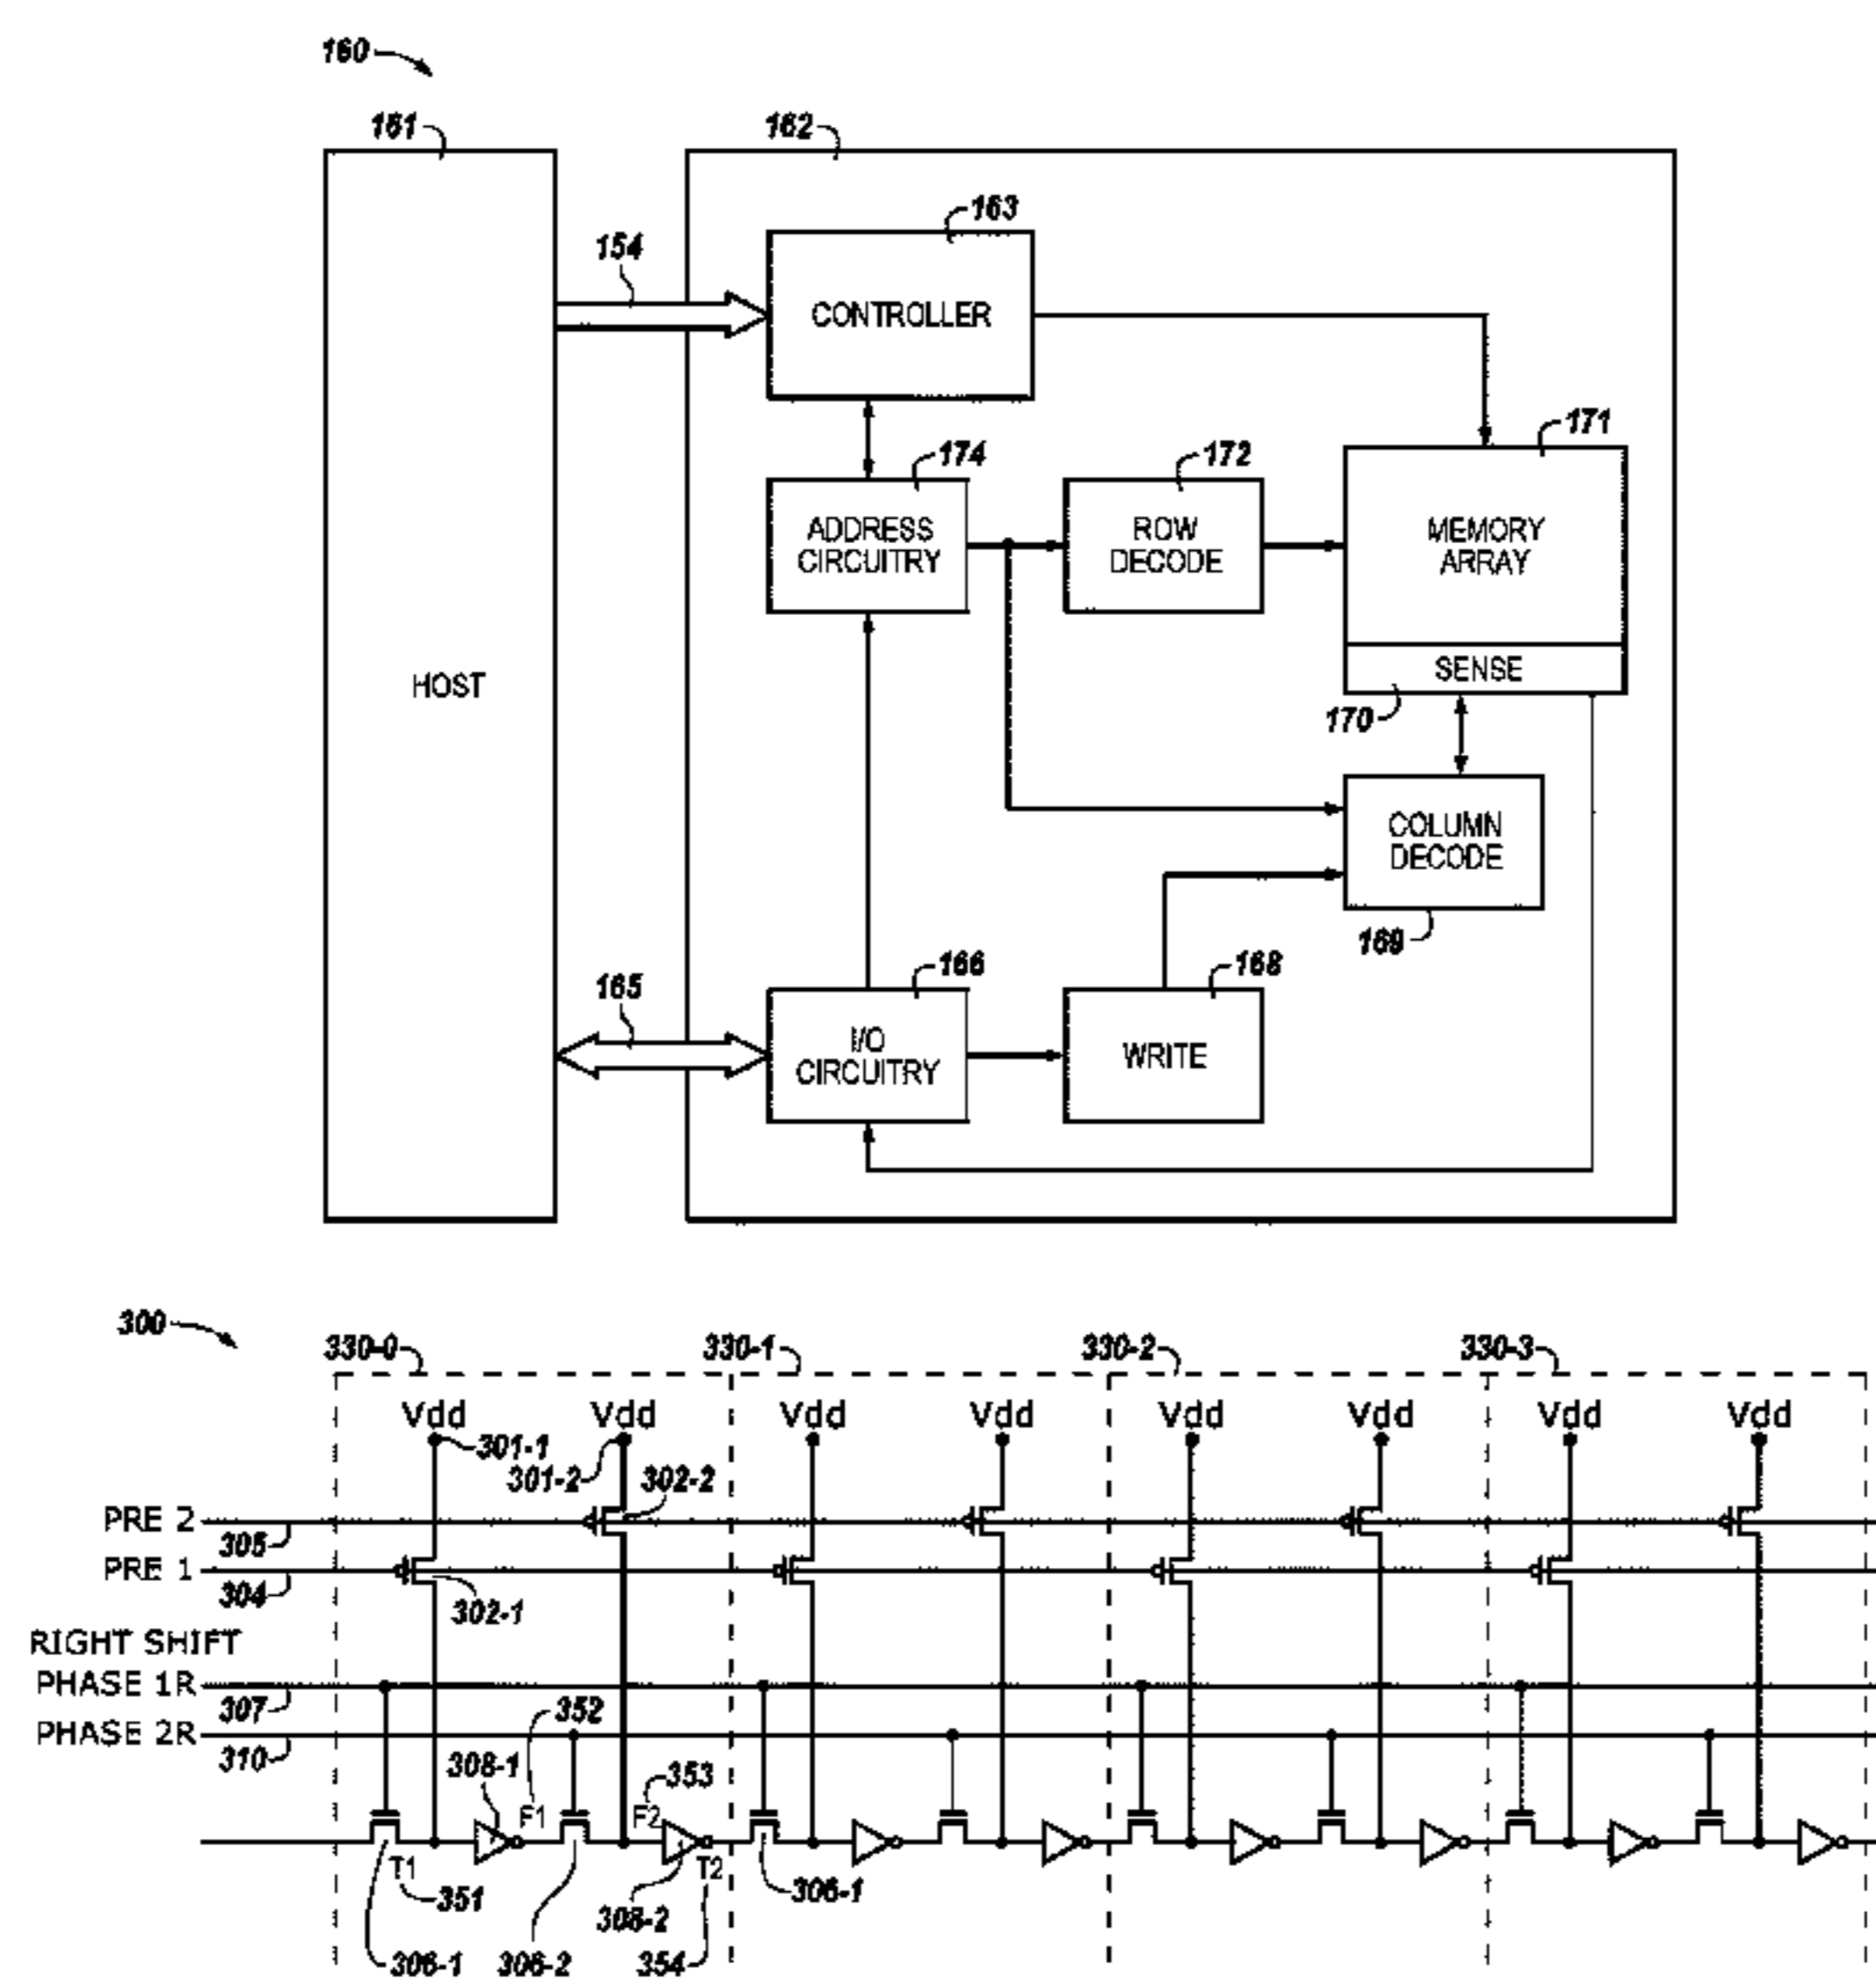 160
161
162
163
154
CONTROLLER
171
174
172
ADDRESS
CIRCUITRY
ROW
DECODE
MEMORY
ARRAY
HOST
SENSE
170
COLUMN
DECODE
169
166
168
165
I/O
CIRCUITRY
WRITE
300
330-0
330-1
330-2
330-3
Vdd Vdd Vdd Vdd Vdd Vdd Vdd Vdd
301-1
301-2
302-2
PRE 2
305
PRE 1
304
302-1
RIGHT SHIFT
PHASE 1R
307
352
PHASE 2R
310
308-1
353
F1
F2
T1
T2
351
306-1
308-2
306-1
306-2
354